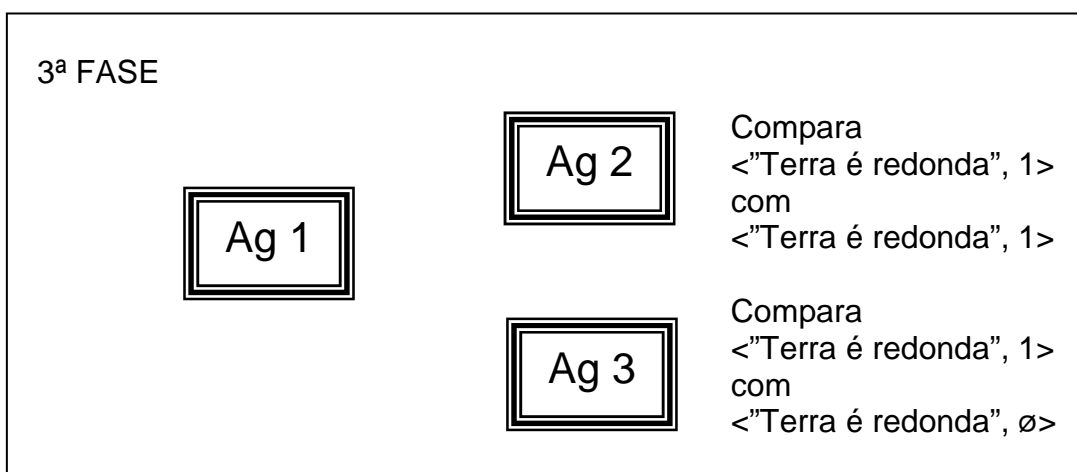 3ª FASE
Ag 1
Ag 2
Compara
<”Terra é redonda”, 1>
com
<”Terra é redonda”, 1>
Ag 3
Compara
<”Terra é redonda”, 1>
com
<”Terra é redonda”, ø>